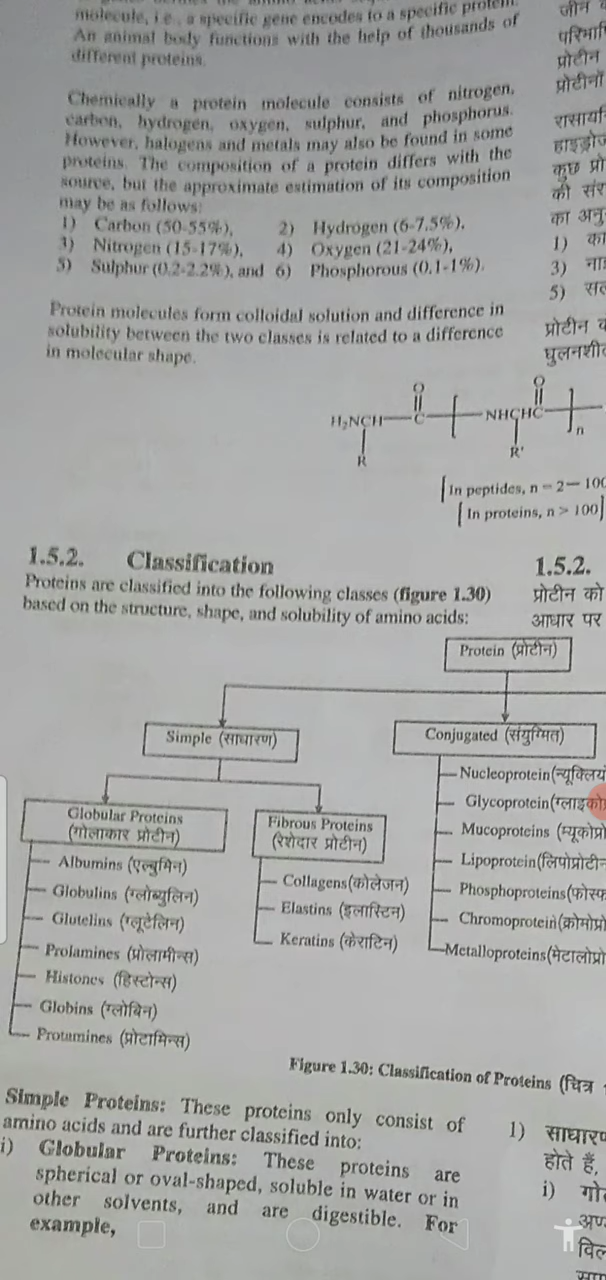 molecule, i.e., a specific gene encodes to a specific protein.
An animal body functions with the help of thousands of
different proteins.
Chemically a protein molecule consists of nitrogen,
carbon, hydrogen, oxygen, sulphur, and phosphorus.
However, halogens and metals may also be found in some
proteins. The composition of a protein differs with the
source, but the approximate estimation of its composition
may be as follows:
1) Carbon (50-55%), 2) Hydrogen (6-7.5%),
3) Nitrogen (15-17%), 4) Oxygen (21-24%),
5) Sulphur (0.2-2.2%), and 6) Phosphorous (0.1-1%).
Protein molecules form colloidal solution and difference in
solubility between the two classes is related to a difference
in molecular shape.
O O
H₂NCH C NHCHC n
R R'
[In peptides, n = 2 — 100
[In proteins, n > 100]
1.5.2. Classification
Proteins are classified into the following classes (figure 1.30)
based on the structure, shape, and solubility of amino acids:
जीन
प्रोटीन
प्रोटीनों
कुछ प्रो
की संर
का अनु
1) का
3) ना
5) सल
प्रोटीन क
घुलनशील
1.5.2.
प्रोटीन को
आधार पर
Protein (प्रोटीन)
Simple (साधारण)
Conjugated (संयुग्मित)
Globular Proteins
(गोलाकार प्रोटीन)
Albumins (एल्बुमिन)
Globulins (ग्लोब्युलिन)
Glutelins (ग्लूटेलिन)
Prolamines (प्रोलामीन्स)
Histones (हिस्टोन्स)
Globins (ग्लोबिन)
Protamines (प्रोटामिन्स)
Fibrous Proteins
(रेशेदार प्रोटीन)
Collagens(कोलेजन)
Elastins (इलास्टिन)
Keratins (केराटिन)
Nucleoprotein(न्यूक्लिय
Glycoprotein(ग्लाइको
Mucoproteins (म्यूकोप्रो
Lipoprotein(लिपोप्रोटीन
Phosphoproteins(फोस्फ
Chromoprotein(क्रोमोप्रो
Metalloproteins(मेटालोप्रो
Figure 1.30: Classification of Proteins (चित्र
Simple Proteins: These proteins only consist of
amino acids and are further classified into:
i) Globular Proteins: These proteins are
spherical or oval-shaped, soluble in water or in
other solvents, and are digestible. For
example,
1) साधारण
होते हैं,
i) गो
अण्
विल